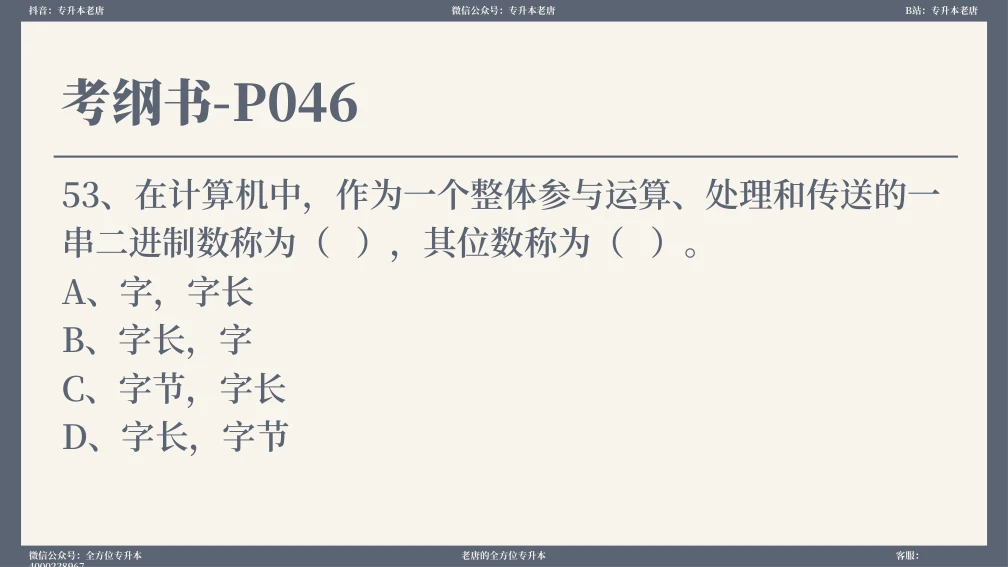 抖音：专升本老唐
微信公众号：专升本老唐
B站：专升本老唐
考纲书-P046
53、在计算机中，作为一个整体参与运算、处理和传送的一
串二进制数称为（  ），其位数称为（  ）。
A、字，字长
B、字长，字
C、字节，字长
D、字长，字节
微信公众号：全方位专升本
老唐的全方位专升本
客服：
4000238967